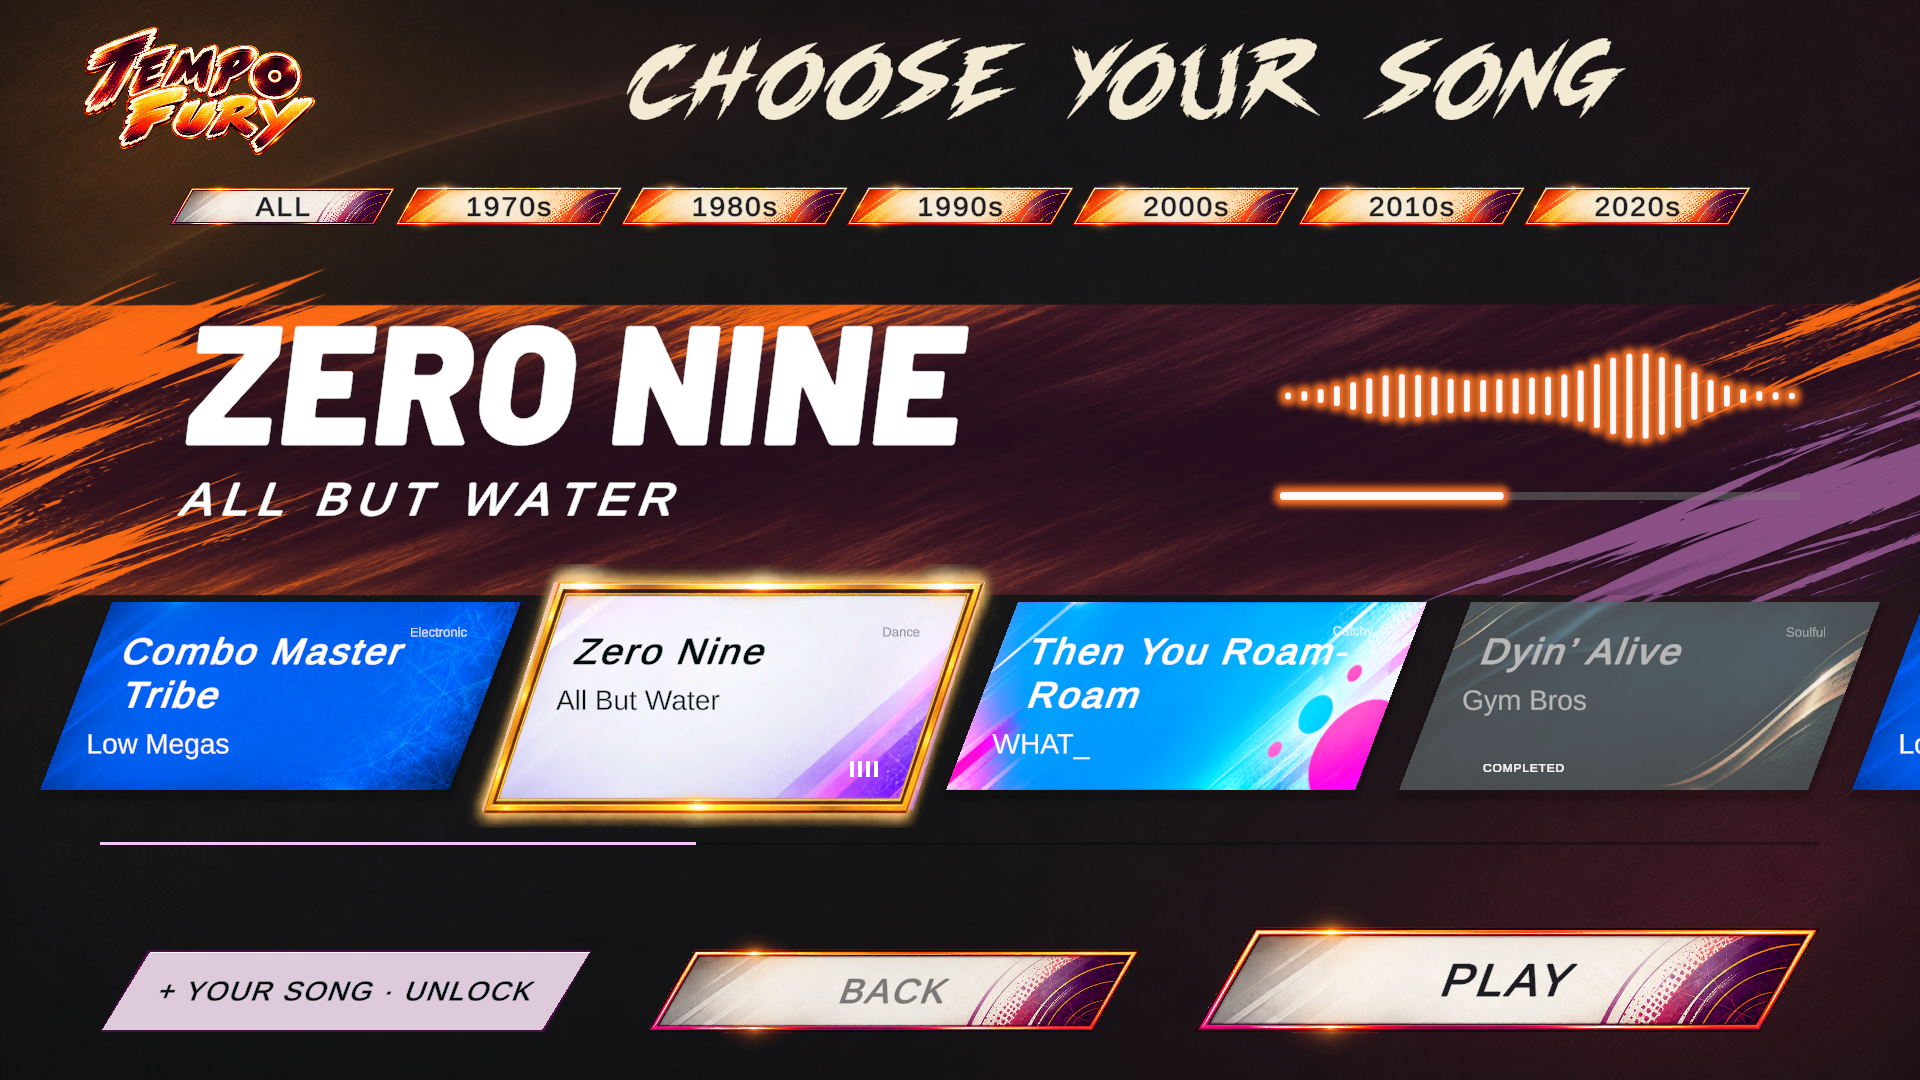 TEMPO
FURY
CHOOSE YOUR SONG
ALL
1970s
1980s
1990s
2000s
2010s
2020s
ZERO NINE
ALL BUT WATER
Electronic
Combo Master
Tribe
Low Megas
Dance
Zero Nine
All But Water
Catchy
Then You Roam-
Roam
WHAT_
Soulful
Dyin' Alive
Gym Bros
COMPLETED
+ YOUR SONG · UNLOCK
BACK
PLAY